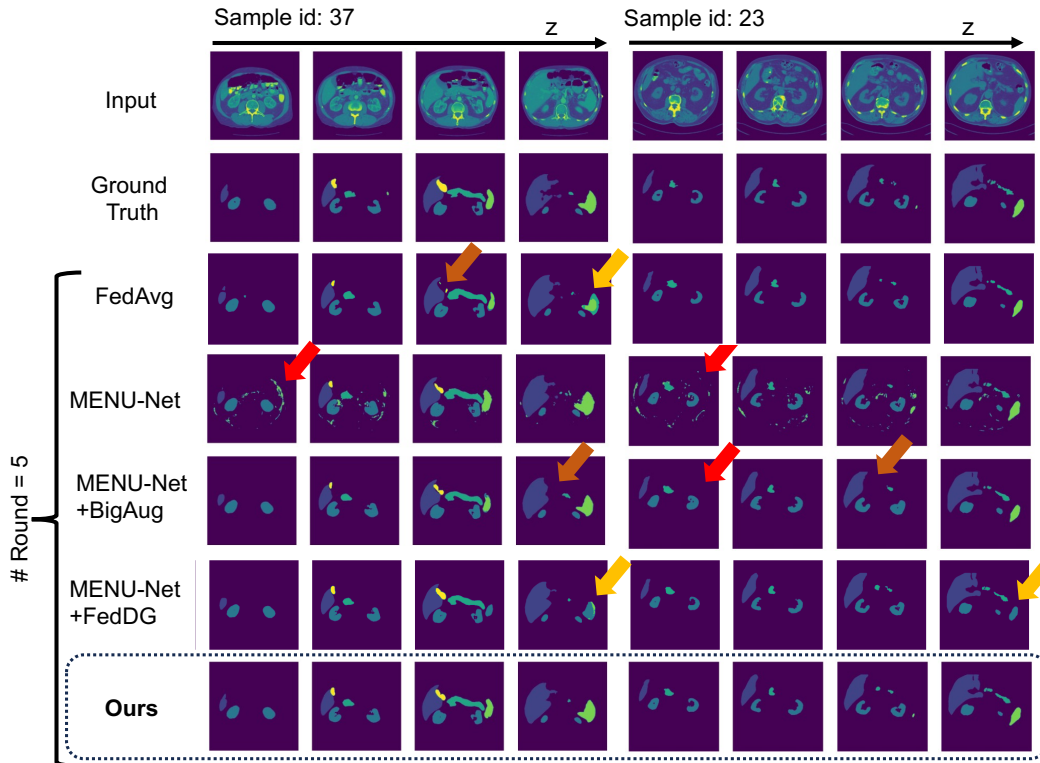 Sample id: 37
Sample id: 23
z
z
Input
Ground
Truth
FedAvg
MENU-Net
MENU-Net
+BigAug
MENU-Net
+FedDG
Ours
# Round = 5